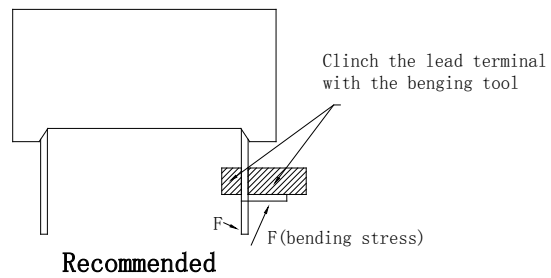 Clinch the lead terminal
with the benging tool
F
F(bending stress)
Recommended